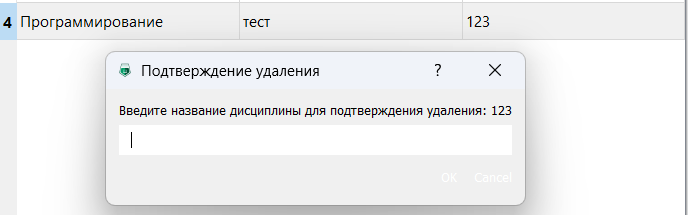 4 Программирование тест 123
Подтверждение удаления ?
Введите название дисциплины для подтверждения удаления: 123
Ok Cancel